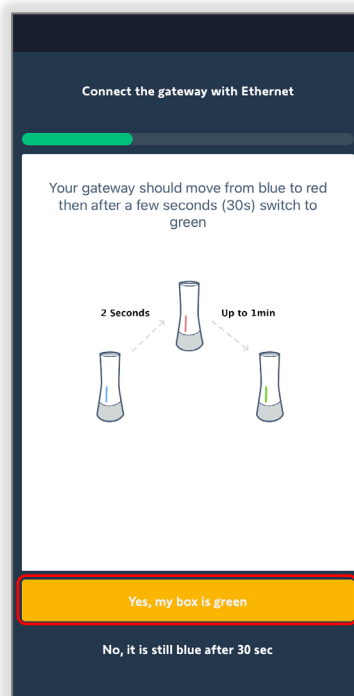 Connect the gateway with Ethernet
Your gateway should move from blue to red
then after a few seconds (30s) switch to
green
2 Seconds
Up to 1min
Yes, my box is green
No, it is still blue after 30 sec